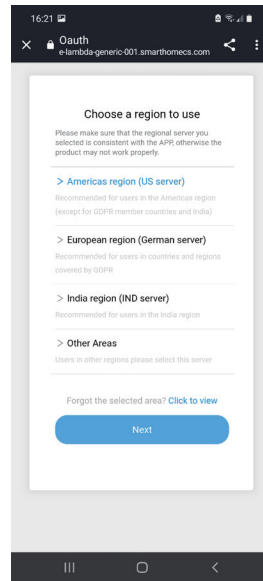 16:21
Oauth
e-lambda-generic-001.smarthomecs.com
Choose a region to use
Please make sure that the regional server you
selected is consistent with the APP, otherwise the
product may not work properly.
> Americas region (US server)
Recommended for users in the Americas region
(except for GDPR member countries and India)
> European region (German server)
Recommended for users in countries and regions
covered by GDPR
> India region (IND server)
Recommended for users in the India region
> Other Areas
Users in other regions please select this server
Forgot the selected area? Click to view
Next